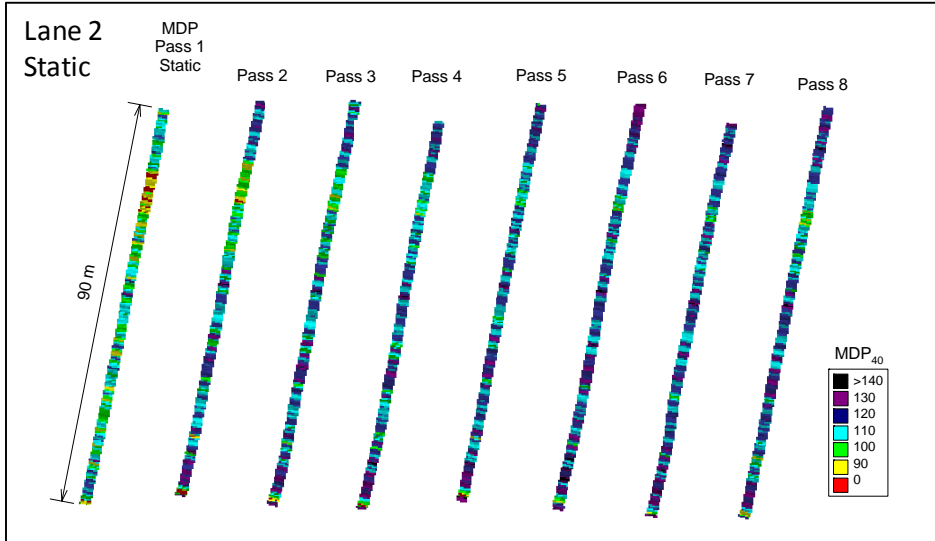 Lane 2
Static
MDP
Pass 1
Static
Pass 2
Pass 3
Pass 4
Pass 5
Pass 6
Pass 7
Pass 8
90 m
MDP40
>140
130
120
110
100
90
0